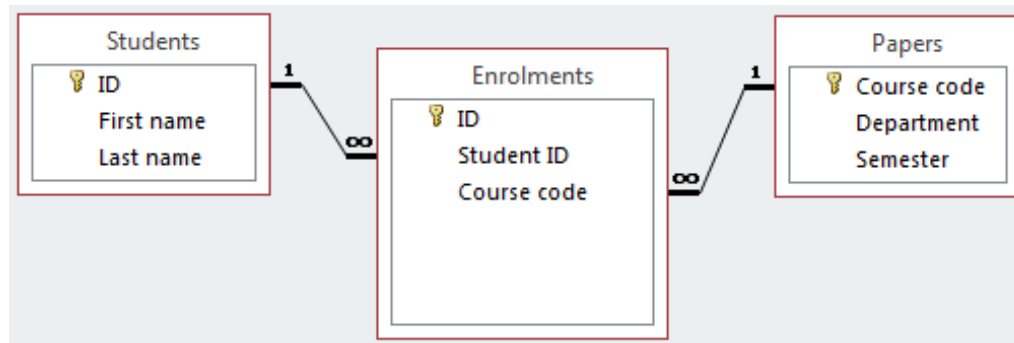 Students
ID
First name
Last name
1
∞
Enrolments
ID
Student ID
Course code
∞
1
Papers
Course code
Department
Semester